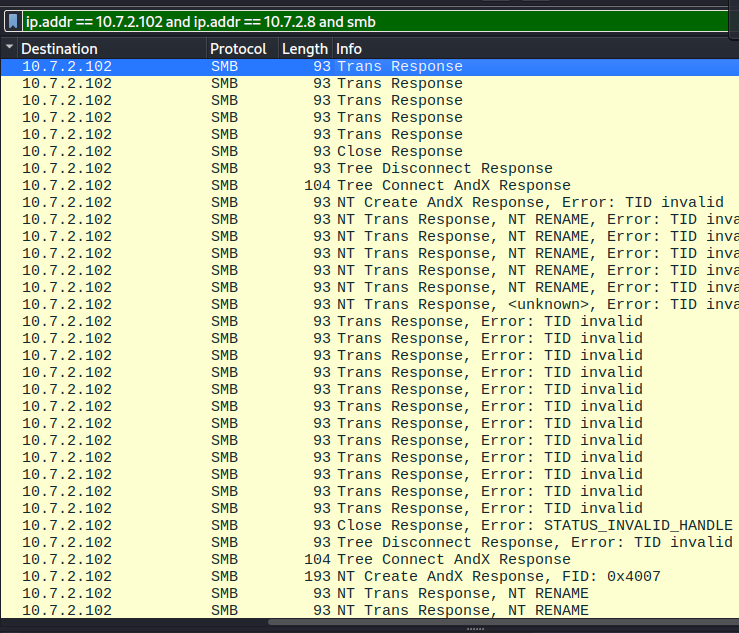 ip.addr == 10.7.2.102 and ip.addr == 10.7.2.8 and smb
Destination Protocol Length Info
10.7.2.102 SMB 93 Trans Response
10.7.2.102 SMB 93 Trans Response
10.7.2.102 SMB 93 Trans Response
10.7.2.102 SMB 93 Trans Response
10.7.2.102 SMB 93 Trans Response
10.7.2.102 SMB 93 Close Response
10.7.2.102 SMB 93 Tree Disconnect Response
10.7.2.102 SMB 104 Tree Connect AndX Response
10.7.2.102 SMB 93 NT Create AndX Response, Error: TID invalid
10.7.2.102 SMB 93 NT Trans Response, NT RENAME, Error: TID inva
10.7.2.102 SMB 93 NT Trans Response, NT RENAME, Error: TID inva
10.7.2.102 SMB 93 NT Trans Response, NT RENAME, Error: TID inva
10.7.2.102 SMB 93 NT Trans Response, NT RENAME, Error: TID inva
10.7.2.102 SMB 93 NT Trans Response, NT RENAME, Error: TID inva
10.7.2.102 SMB 93 NT Trans Response, <unknown>, Error: TID inva
10.7.2.102 SMB 93 Trans Response, Error: TID invalid
10.7.2.102 SMB 93 Trans Response, Error: TID invalid
10.7.2.102 SMB 93 Trans Response, Error: TID invalid
10.7.2.102 SMB 93 Trans Response, Error: TID invalid
10.7.2.102 SMB 93 Trans Response, Error: TID invalid
10.7.2.102 SMB 93 Trans Response, Error: TID invalid
10.7.2.102 SMB 93 Trans Response, Error: TID invalid
10.7.2.102 SMB 93 Trans Response, Error: TID invalid
10.7.2.102 SMB 93 Trans Response, Error: TID invalid
10.7.2.102 SMB 93 Trans Response, Error: TID invalid
10.7.2.102 SMB 93 Trans Response, Error: TID invalid
10.7.2.102 SMB 93 Trans Response, Error: TID invalid
10.7.2.102 SMB 93 Close Response, Error: STATUS_INVALID_HANDLE
10.7.2.102 SMB 93 Tree Disconnect Response, Error: TID invalid
10.7.2.102 SMB 104 Tree Connect AndX Response
10.7.2.102 SMB 193 NT Create AndX Response, FID: 0x4007
10.7.2.102 SMB 93 NT Trans Response, NT RENAME
10.7.2.102 SMB 93 NT Trans Response, NT RENAME